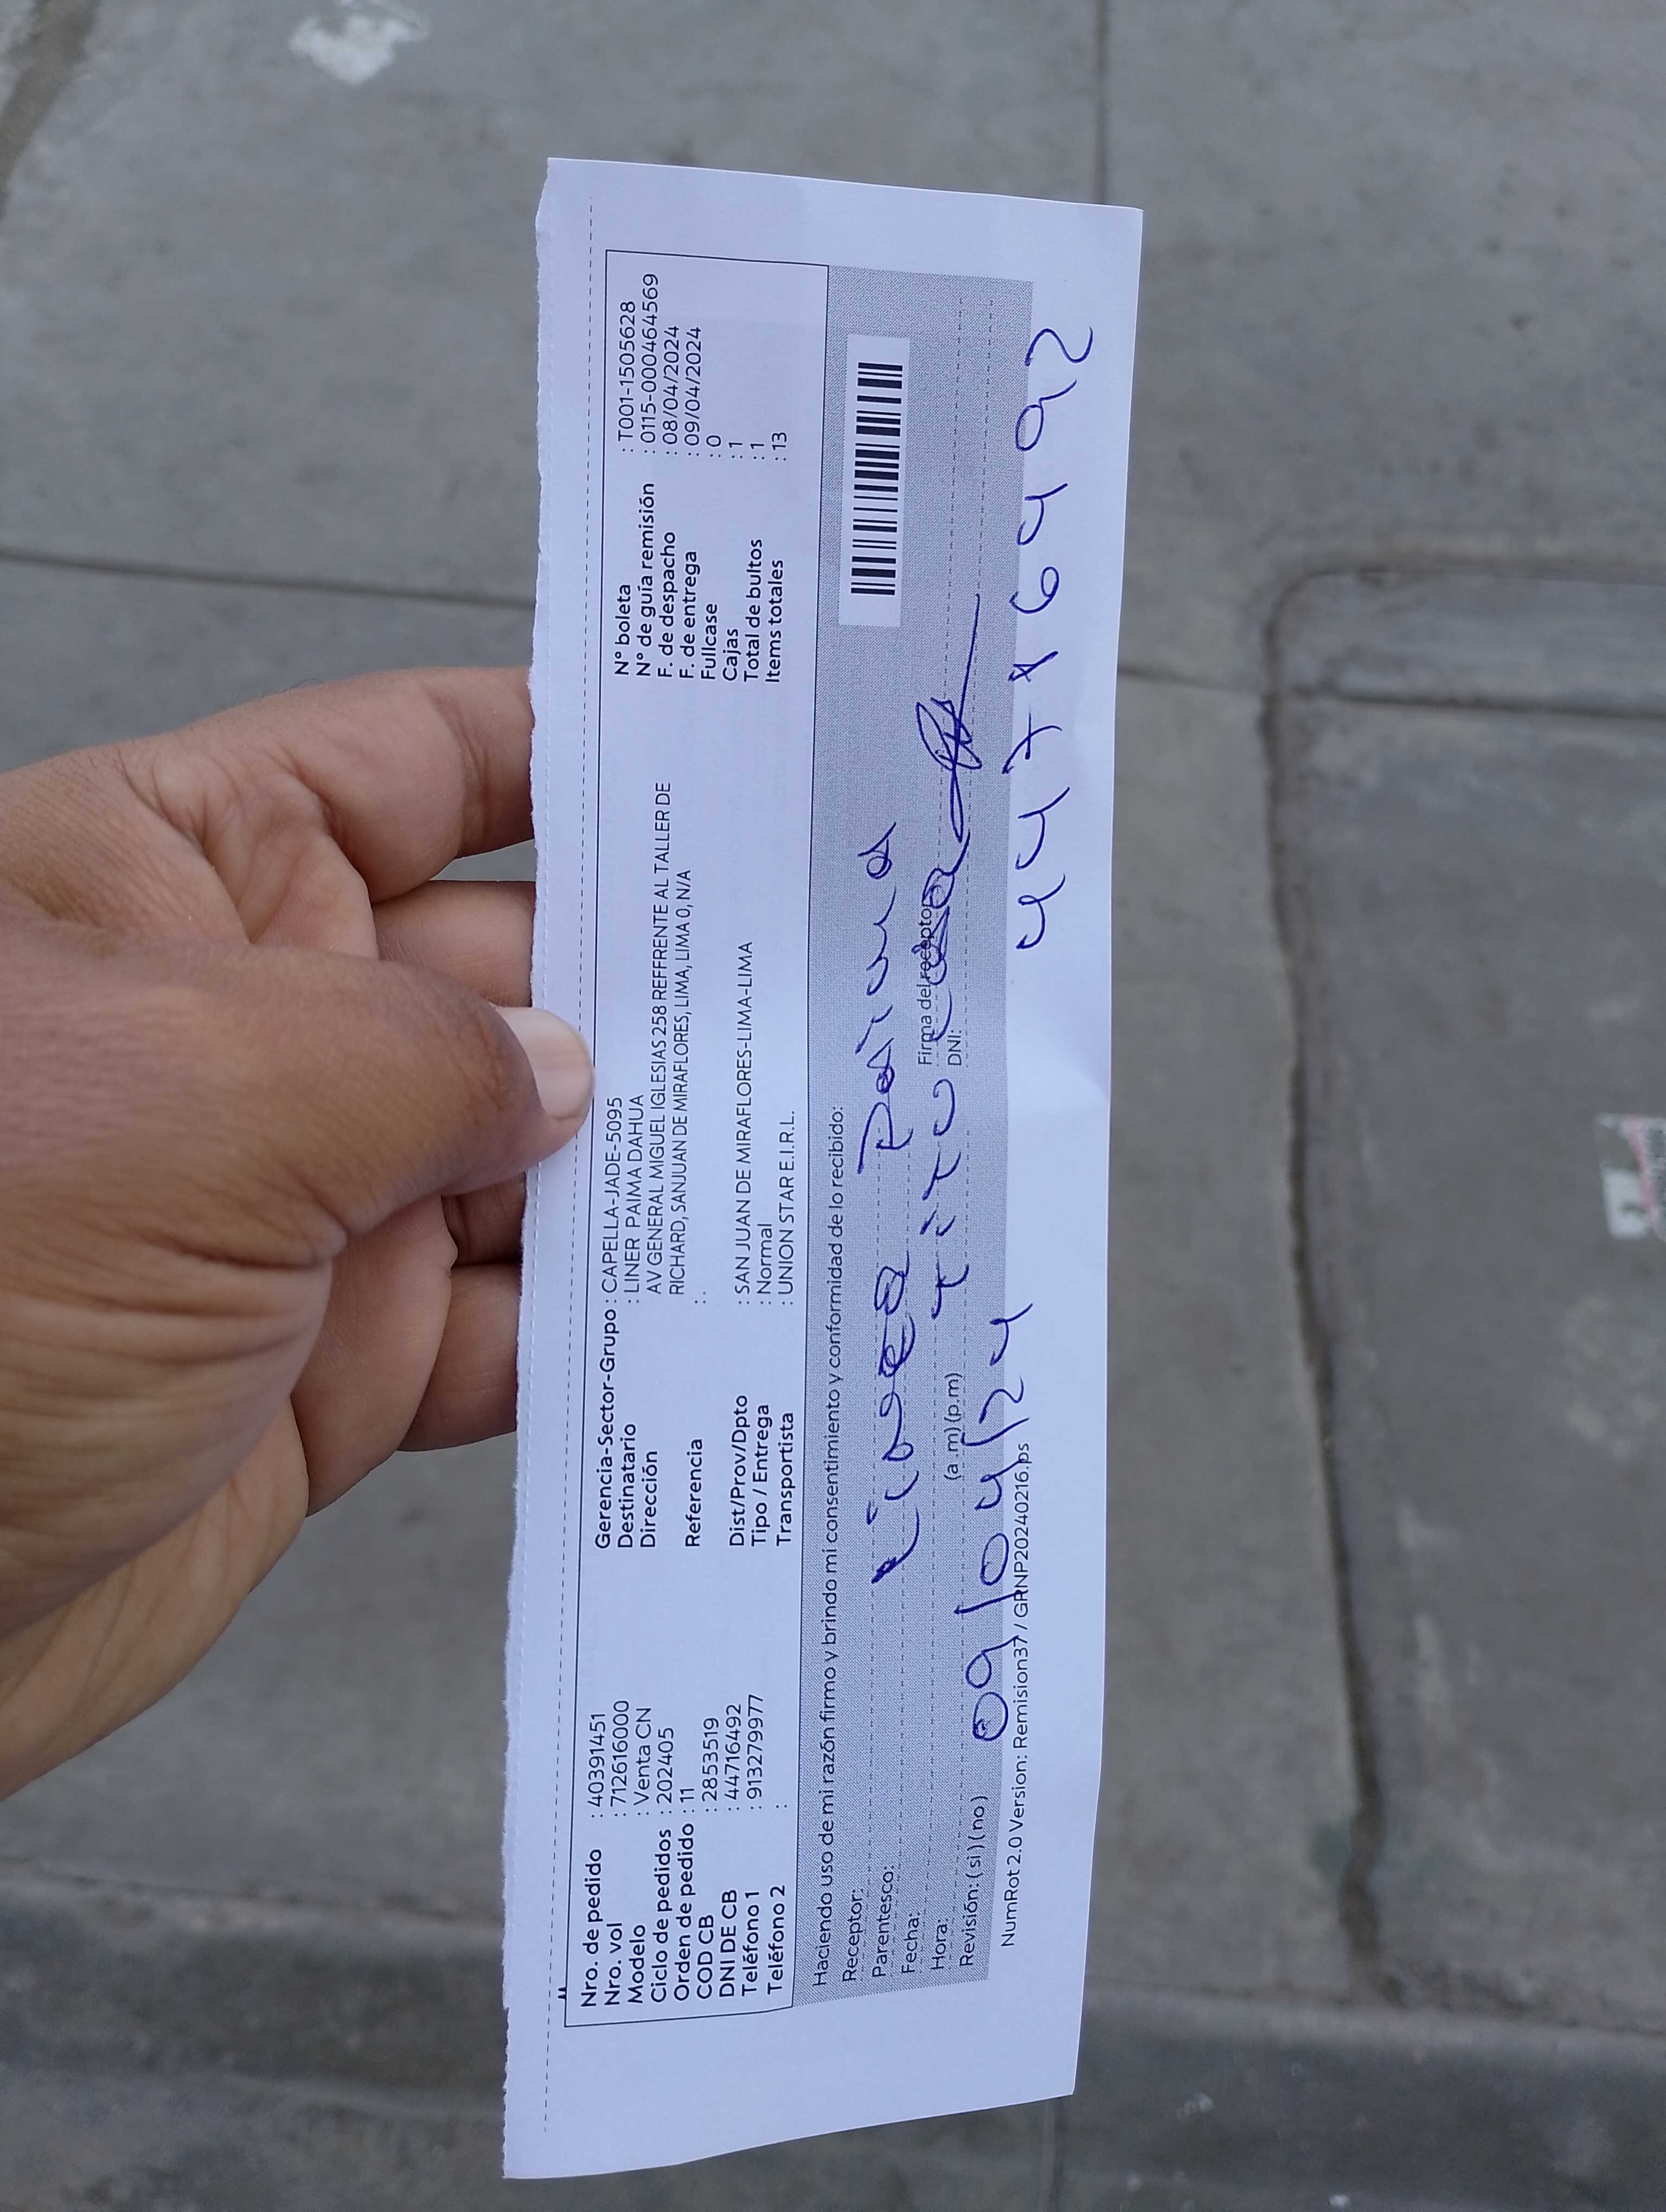 Nro. de pedido : 40391451
Nro. vol : 712616000
Modelo : Venta CN
Ciclo de pedidos : 202405
Orden de pedido : 11
COD CB : 2853519
DNI DE CB : 44716492
Teléfono 1 : 913279977
Teléfono 2 :
Gerencia-Sector-Grupo : CAPELLA-JADE-5095
Destinatario : LINER PAIMA DAHUA
Dirección AV GENERAL MIGUEL IGLESIAS 258 REFFRENTE AL TALLER DE
RICHARD, SANJUAN DE MIRAFLORES, LIMA, LIMA 0, N/A
Referencia : .
Dist/Prov/Dpto : SAN JUAN DE MIRAFLORES-LIMA-LIMA
Tipo / Entrega : Normal
Transportista : UNION STAR E.I.R.L.
N° boleta : T001-1505628
N° de guía remisión : 0115-0000464569
F. de despacho : 08/04/2024
F. de entrega : 09/04/2024
Fullcase : 0
Cajas : 1
Total de bultos : 1
Items totales : 13
Haciendo uso de mi razón firmo y brindo mi consentimiento y conformidad de lo recibido:
Receptor:
Parentesco:
Fecha:
Hora: (a .m) (p.m)
Revisión: ( si ) ( no )
Tito
Firma del receptor
DNI:
09/04/24
NumRot 2.0 Version: Remision37 / GRNP20240216.ps